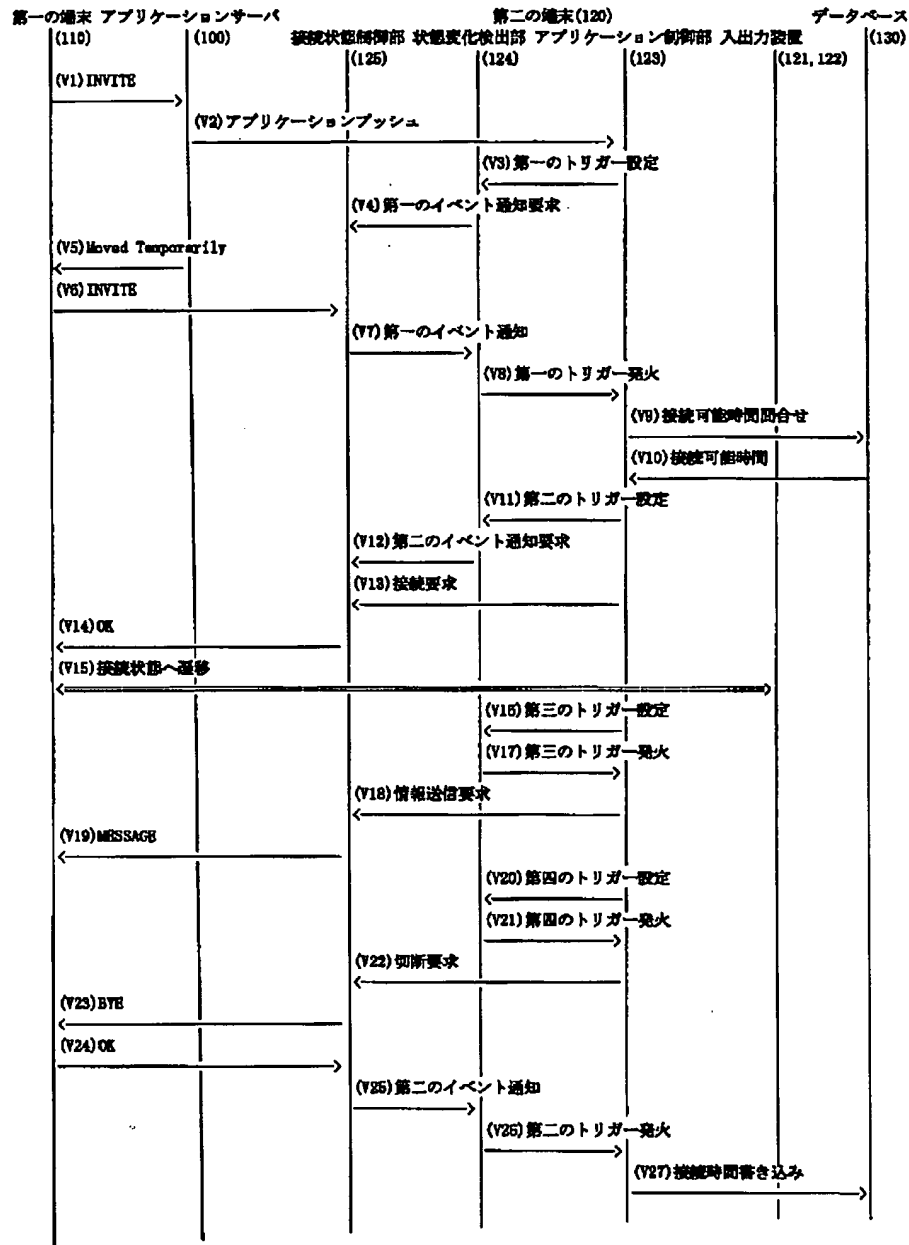 第一の端末 アプリケーションサーバ 第二の端末(120) データベース
(110) (100) 接続状態制御部 状態変化検出部 アプリケーション制御部 入出力装置 (130)
(125) (124) (123) (121,122)
(V1)INVITE
(V2)アプリケーションプッシュ
(V3)第一のトリガー設定
(V4)第一のイベント通知要求
(V5)Moved Temporarily
(V6)INVITE
(V7)第一のイベント通知
(V8)第一のトリガー発火
(V9)接続可能時間問合せ
(V10)接続可能時間
(V11)第二のトリガー設定
(V12)第二のイベント通知要求
(V13)接続要求
(V14)OK
(V15)接続状態へ遷移
(V16)第三のトリガー設定
(V17)第三のトリガー発火
(V18)情報送信要求
(V19)MESSAGE
(V20)第四のトリガー設定
(V21)第四のトリガー発火
(V22)切断要求
(V23)BYE
(V24)OK
(V25)第二のイベント通知
(V26)第二のトリガー発火
(V27)接続時間書き込み